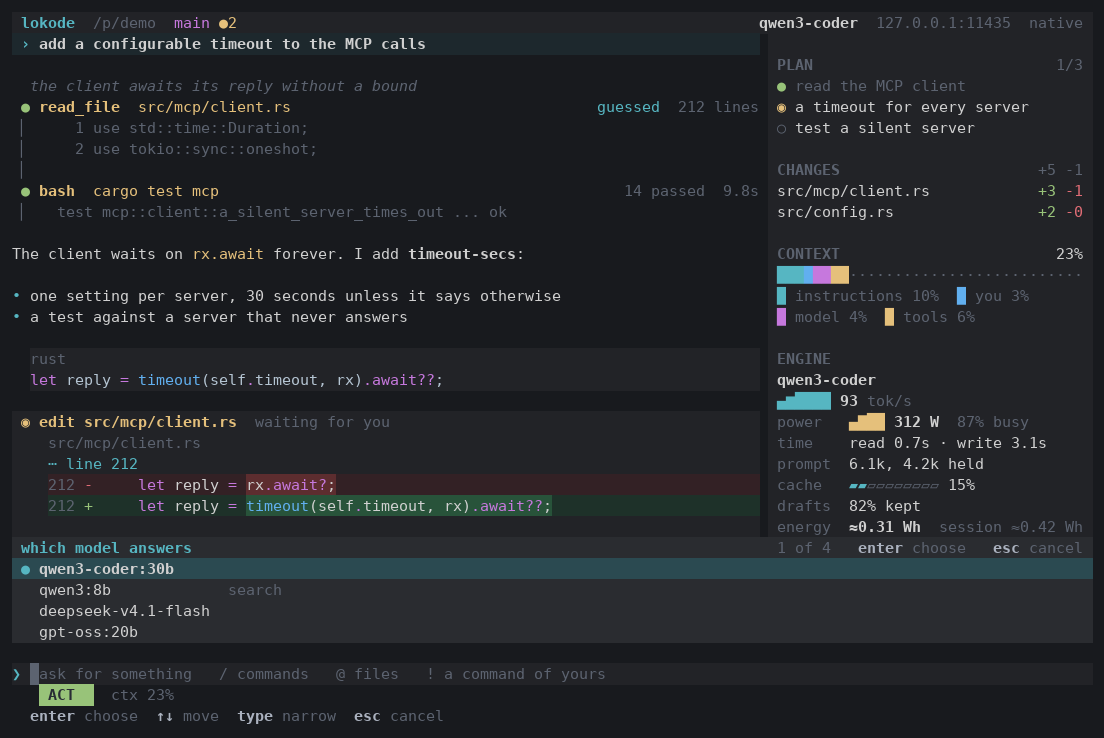 lokode  /p/demo  main ●2
qwen3-coder  127.0.0.1:11435  native
› add a configurable timeout to the MCP calls
the client awaits its reply without a bound
● read_file  src/mcp/client.rs  guessed  212 lines
│ 1 use std::time::Duration;
│ 2 use tokio::sync::oneshot;
│
● bash  cargo test mcp  14 passed  9.8s
│ test mcp::client::a_silent_server_times_out ... ok
The client waits on rx.await forever. I add timeout-secs:
• one setting per server, 30 seconds unless it says otherwise
• a test against a server that never answers
rust
let reply = timeout(self.timeout, rx).await??;
◉ edit src/mcp/client.rs  waiting for you
src/mcp/client.rs
⋯ line 212
212 -     let reply = rx.await?;
212 +     let reply = timeout(self.timeout, rx).await??;
PLAN  1/3
● read the MCP client
◉ a timeout for every server
○ test a silent server
CHANGES  +5 -1
src/mcp/client.rs  +3 -1
src/config.rs  +2 -0
CONTEXT  23%
instructions 10%  you 3%
model 4%  tools 6%
ENGINE
qwen3-coder
93 tok/s
power  312 W  87% busy
time  read 0.7s · write 3.1s
prompt  6.1k, 4.2k held
cache  ▰▰▱▱▱▱▱▱▱▱ 15%
drafts  82% kept
energy  ≈0.31 Wh  session ≈0.42 Wh
which model answers  1 of 4  enter choose  esc cancel
● qwen3-coder:30b
qwen3:8b  search
deepseek-v4.1-flash
gpt-oss:20b
❯ ask for something  / commands  @ files  ! a command of yours
ACT  ctx 23%
enter choose  ↑↓ move  type narrow  esc cancel